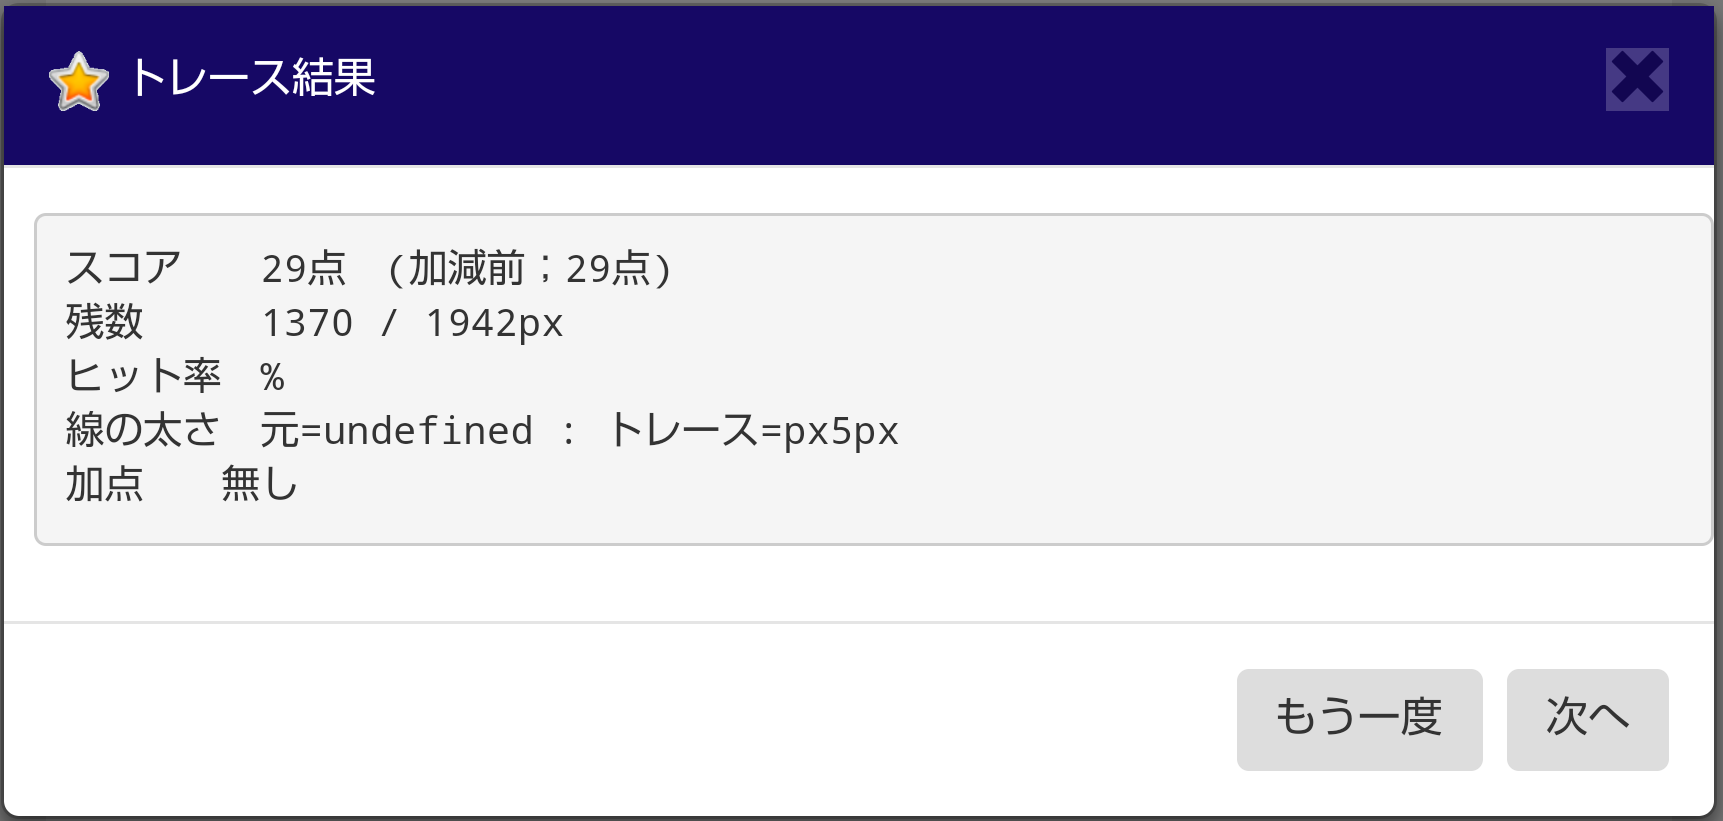 トレース結果
スコア　　29点　(加減前；29点)
残数　　　1370 / 1942px
ヒット率　%
線の太さ　元=undefined : トレース=px5px
加点　　無し
もう一度
次へ